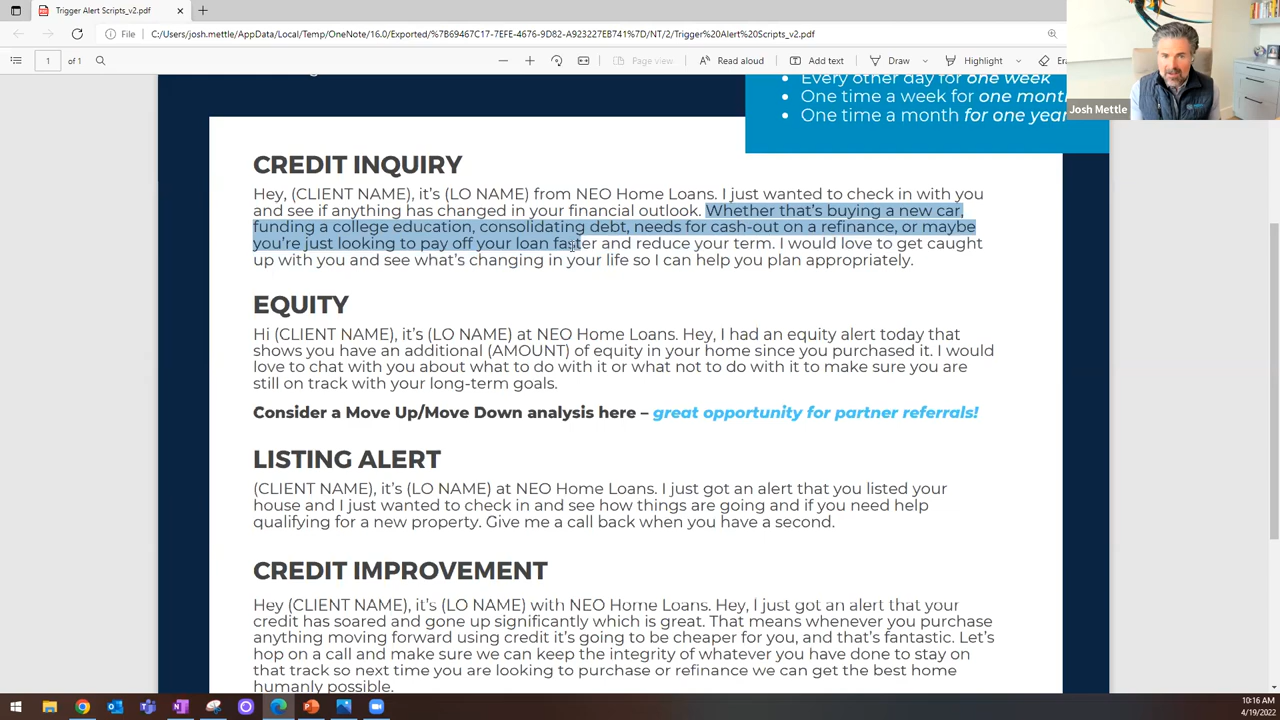 Trigger Alert Scripts_v2.pdf
File
C:/Users/josh.mettle/AppData/Local/Temp/OneNote/16.0/Exported/%7B69467C17-7EFE-4676-9D82-A923227EB741%7D/NT/2/Trigger%20Alert%20Scripts_v2.pdf
1 of 1
Page view
Read aloud
Add text
Draw
Highlight
Josh Mettle
Every other day for one week
One time a week for one month
One time a month for one year
CREDIT INQUIRY
Hey, (CLIENT NAME), it’s (LO NAME) from NEO Home Loans. I just wanted to check in with you
and see if anything has changed in your financial outlook. Whether that’s buying a new car,
funding a college education, consolidating debt, needs for cash-out on a refinance, or maybe
you’re just looking to pay off your loan faster and reduce your term. I would love to get caught
up with you and see what’s changing in your life so I can help you plan appropriately.
EQUITY
Hi (CLIENT NAME), it’s (LO NAME) at NEO Home Loans. Hey, I had an equity alert today that
shows you have an additional (AMOUNT) of equity in your home since you purchased it. I would
love to chat with you about what to do with it or what not to do with it to make sure you are
still on track with your long-term goals.
Consider a Move Up/Move Down analysis here – great opportunity for partner referrals!
LISTING ALERT
(CLIENT NAME), it’s (LO NAME) at NEO Home Loans. I just got an alert that you listed your
house and I just wanted to check in and see how things are going and if you need help
qualifying for a new property. Give me a call back when you have a second.
CREDIT IMPROVEMENT
Hey (CLIENT NAME), it’s (LO NAME) with NEO Home Loans. Hey, I just got an alert that your
credit has soared and gone up significantly which is great. That means whenever you purchase
anything moving forward using credit it’s going to be cheaper for you, and that’s fantastic. Let’s
hop on a call and make sure we can keep the integrity of whatever you have done to stay on
that track so next time you are looking to purchase or refinance we can get the best home
humanly possible.
10:16 AM
4/19/2022